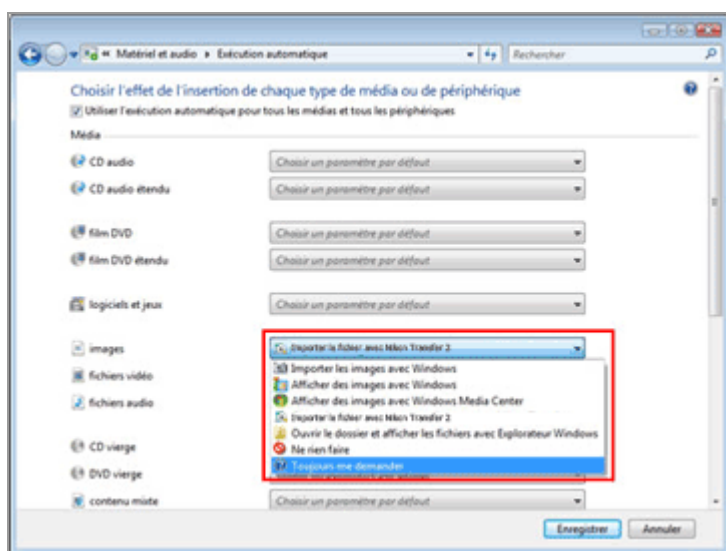 « Matériel et audio ▸ Exécution automatique
Rechercher
Choisir l'effet de l'insertion de chaque type de média ou de périphérique
Utiliser l'exécution automatique pour tous les médias et tous les périphériques
Média
CD audio Choisir un paramètre par défaut
CD audio étendu Choisir un paramètre par défaut
film DVD Choisir un paramètre par défaut
film DVD étendu Choisir un paramètre par défaut
logiciels et jeux Choisir un paramètre par défaut
images Importer le fichier avec Nikon Transfer 2
Importer les images avec Windows
fichiers vidéo Afficher des images avec Windows
Afficher des images avec Windows Media Center
fichiers audio Importer le fichier avec Nikon Transfer 2
Ouvrir le dossier et afficher les fichiers avec Explorateur Windows
CD vierge Ne rien faire
DVD vierge Toujours me demander
contenu mixte Choisir un paramètre par défaut
Enregistrer Annuler